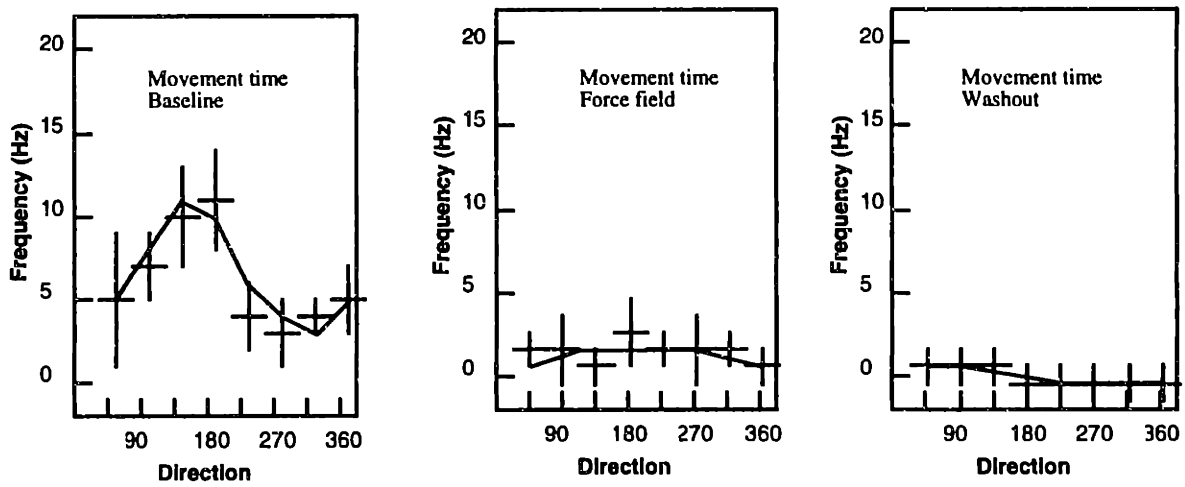 Movement time
Baseline
Frequency (Hz)
20
15
10
5
0
90 180 270 360
Direction
Movement time
Force field
Frequency (Hz)
20
15
10
5
0
90 180 270 360
Direction
Movement time
Washout
Frequency (Hz)
20
15
10
5
0
90 180 270 360
Direction